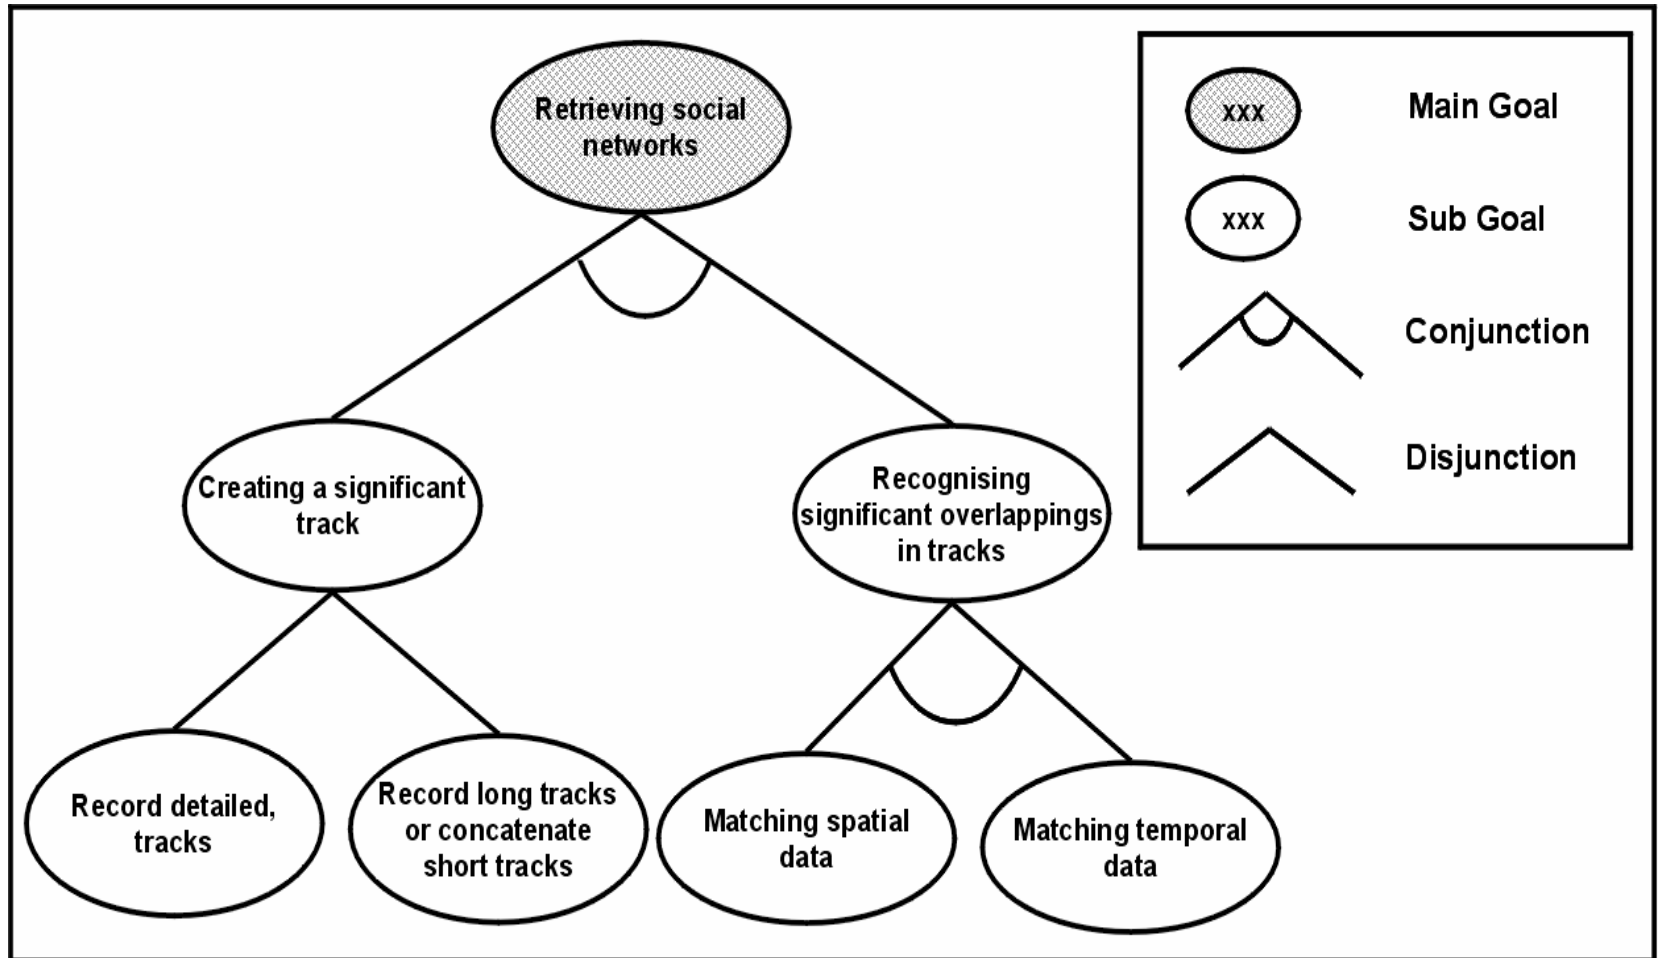 Retrieving social
networks
Creating a significant
track
Recognising
significant overlappings
in tracks
Record detailed,
tracks
Record long tracks
or concatenate
short tracks
Matching spatial
data
Matching temporal
data
xxx
Main Goal
xxx
Sub Goal
Conjunction
Disjunction